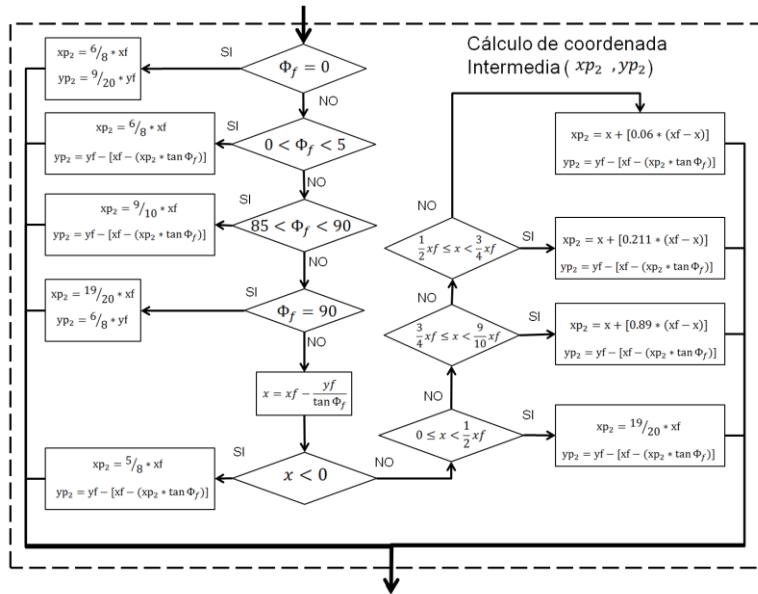 Cálculo de coordenada
Intermedia ( xp₂ , yp₂)
xp₂ = 6/8 * xf
yp₂ = 9/20 * yf
SI
Φf = 0
NO
xp₂ = 6/8 * xf
yp₂ = yf − [xf − (xp₂ * tan Φf)]
SI
0 < Φf < 5
NO
xp₂ = 9/10 * xf
yp₂ = yf − [xf − (xp₂ * tan Φf)]
SI
85 < Φf < 90
NO
xp₂ = 19/20 * xf
yp₂ = 6/8 * yf
SI
Φf = 90
NO
x = xf − yf/tan Φf
xp₂ = 5/8 * xf
yp₂ = yf − [xf − (xp₂ * tan Φf)]
SI
x < 0
NO
0 ≤ x < 1/2 xf
SI
xp₂ = 19/20 * xf
yp₂ = yf − [xf − (xp₂ * tan Φf)]
NO
3/4 xf ≤ x < 9/10 xf
SI
xp₂ = x + [0.89 * (xf − x)]
yp₂ = yf − [xf − (xp₂ * tan Φf)]
NO
1/2 xf ≤ x < 3/4 xf
SI
xp₂ = x + [0.211 * (xf − x)]
yp₂ = yf − [xf − (xp₂ * tan Φf)]
NO
xp₂ = x + [0.06 * (xf − x)]
yp₂ = yf − [xf − (xp₂ * tan Φf)]